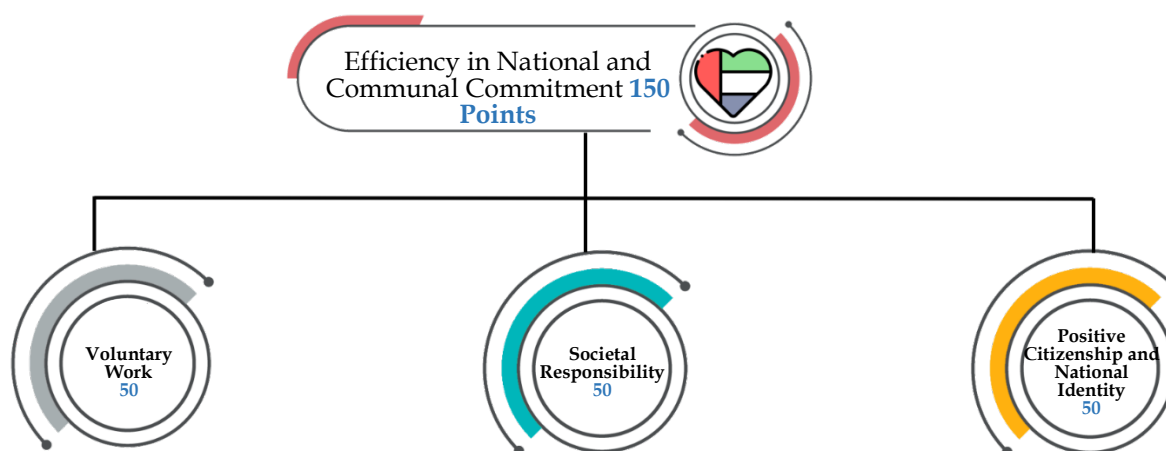 Efficiency in National and
Communal Commitment 150
Points
Voluntary
Work
50
Societal
Responsibility
50
Positive
Citizenship and
National
Identity
50